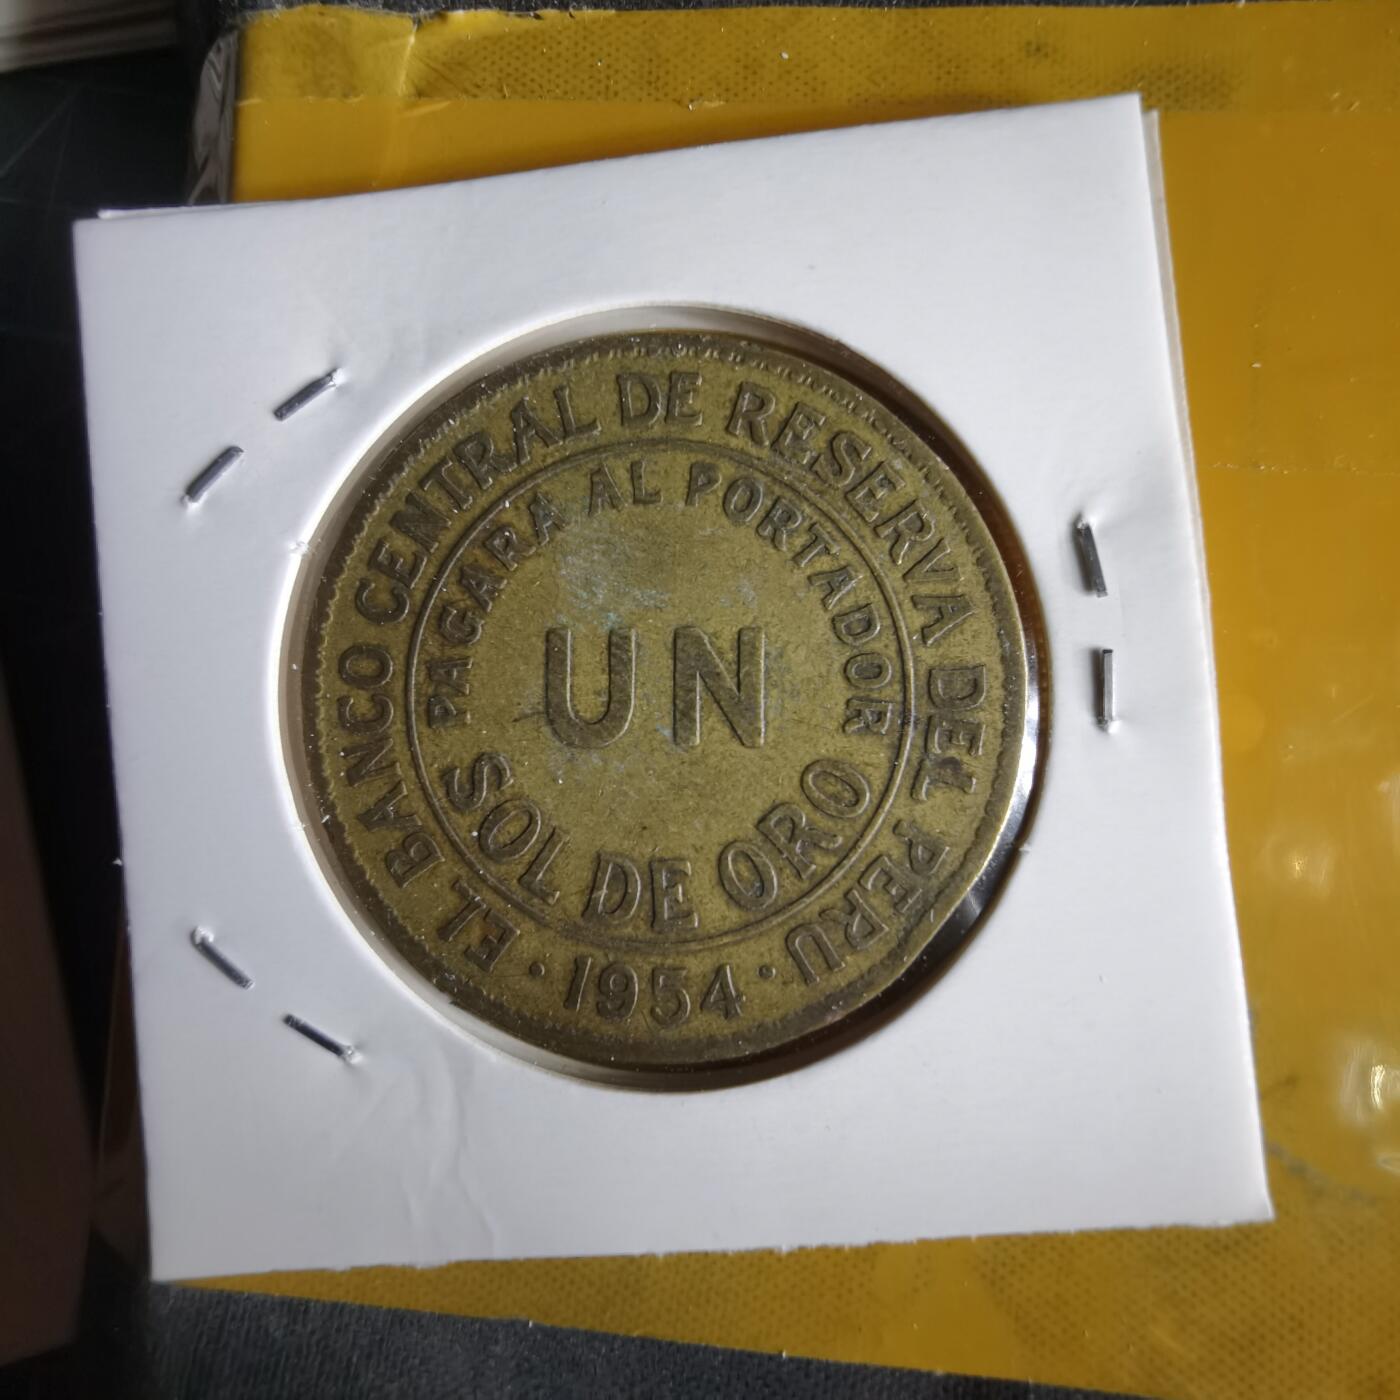 EL BANCO CENTRAL DE RESERVA DEL PERU
PAGARA AL PORTADOR
UN
SOL DE ORO
· 1954 ·